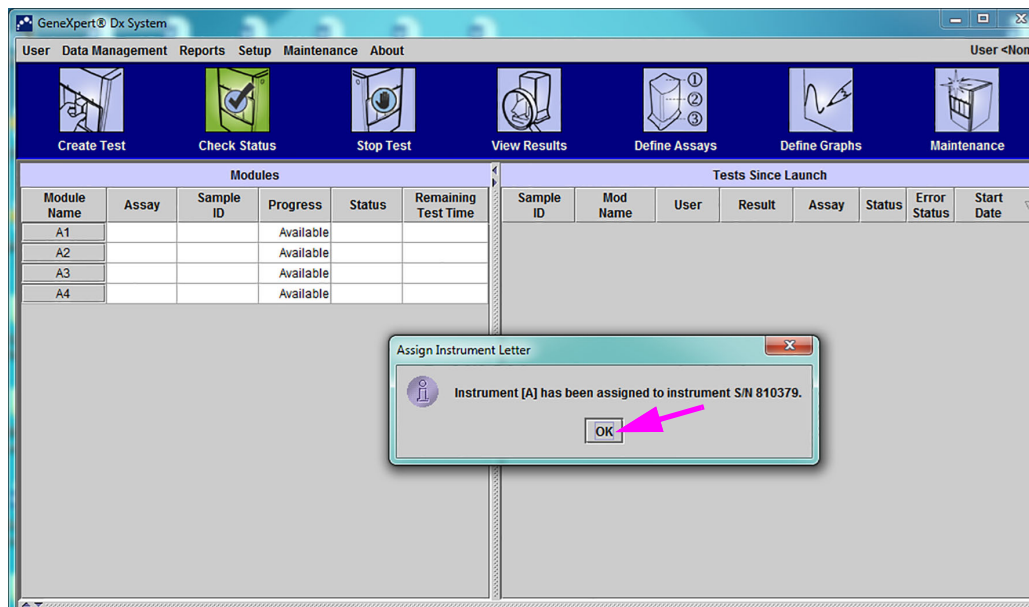 GeneXpert® Dx System
User Data Management Reports Setup Maintenance About
User <Non
Create Test Check Status Stop Test View Results Define Assays Define Graphs Maintenance
① ② ③
Modules
Module Name Assay Sample ID Progress Status Remaining Test Time
A1 Available
A2 Available
A3 Available
A4 Available
Tests Since Launch
Sample ID Mod Name User Result Assay Status Error Status Start Date
Assign Instrument Letter
Instrument [A] has been assigned to instrument S/N 810379.
OK